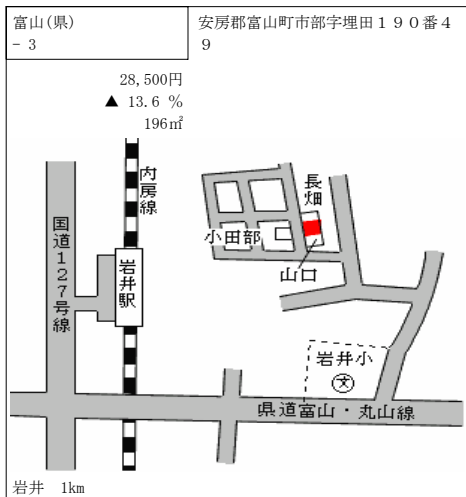 富山(県)
- 3
安房郡富山町市部字埋田１９０番４
９
28,500円
▲ 13.6 %
196㎡
内房線
国道１２７号線
岩井駅
長畑
小田部
山口
岩井小
文
県道富山・丸山線
岩井 1km